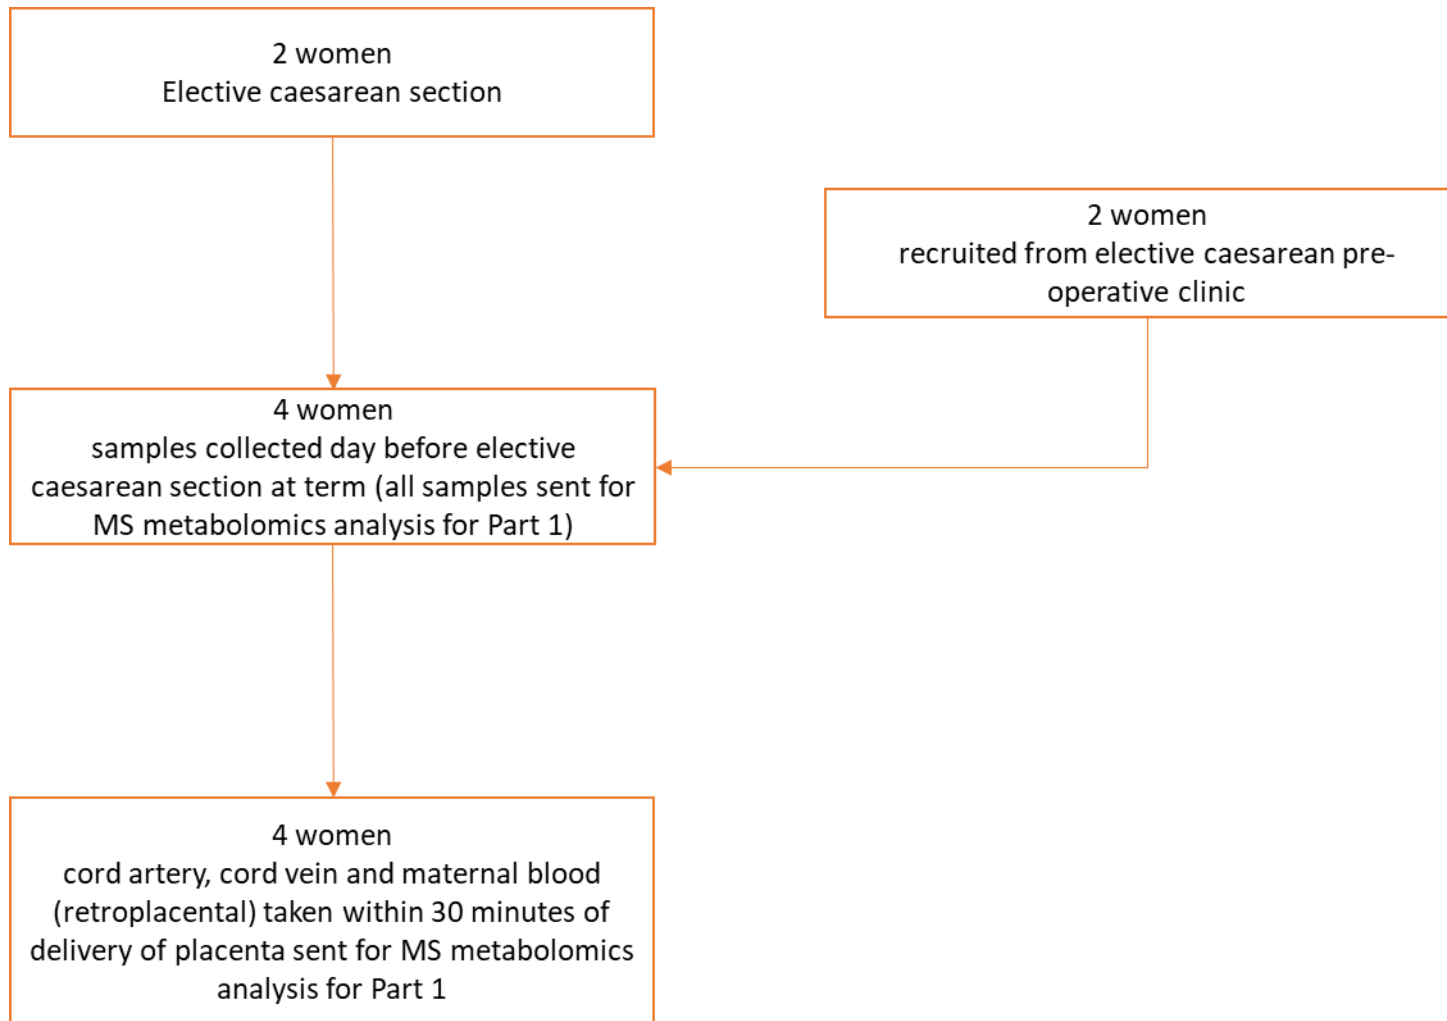 2 women
Elective caesarean section
2 women
recruited from elective caesarean pre-
operative clinic
4 women
samples collected day before elective
caesarean section at term (all samples sent for
MS metabolomics analysis for Part 1)
4 women
cord artery, cord vein and maternal blood
(retroplacental) taken within 30 minutes of
delivery of placenta sent for MS metabolomics
analysis for Part 1